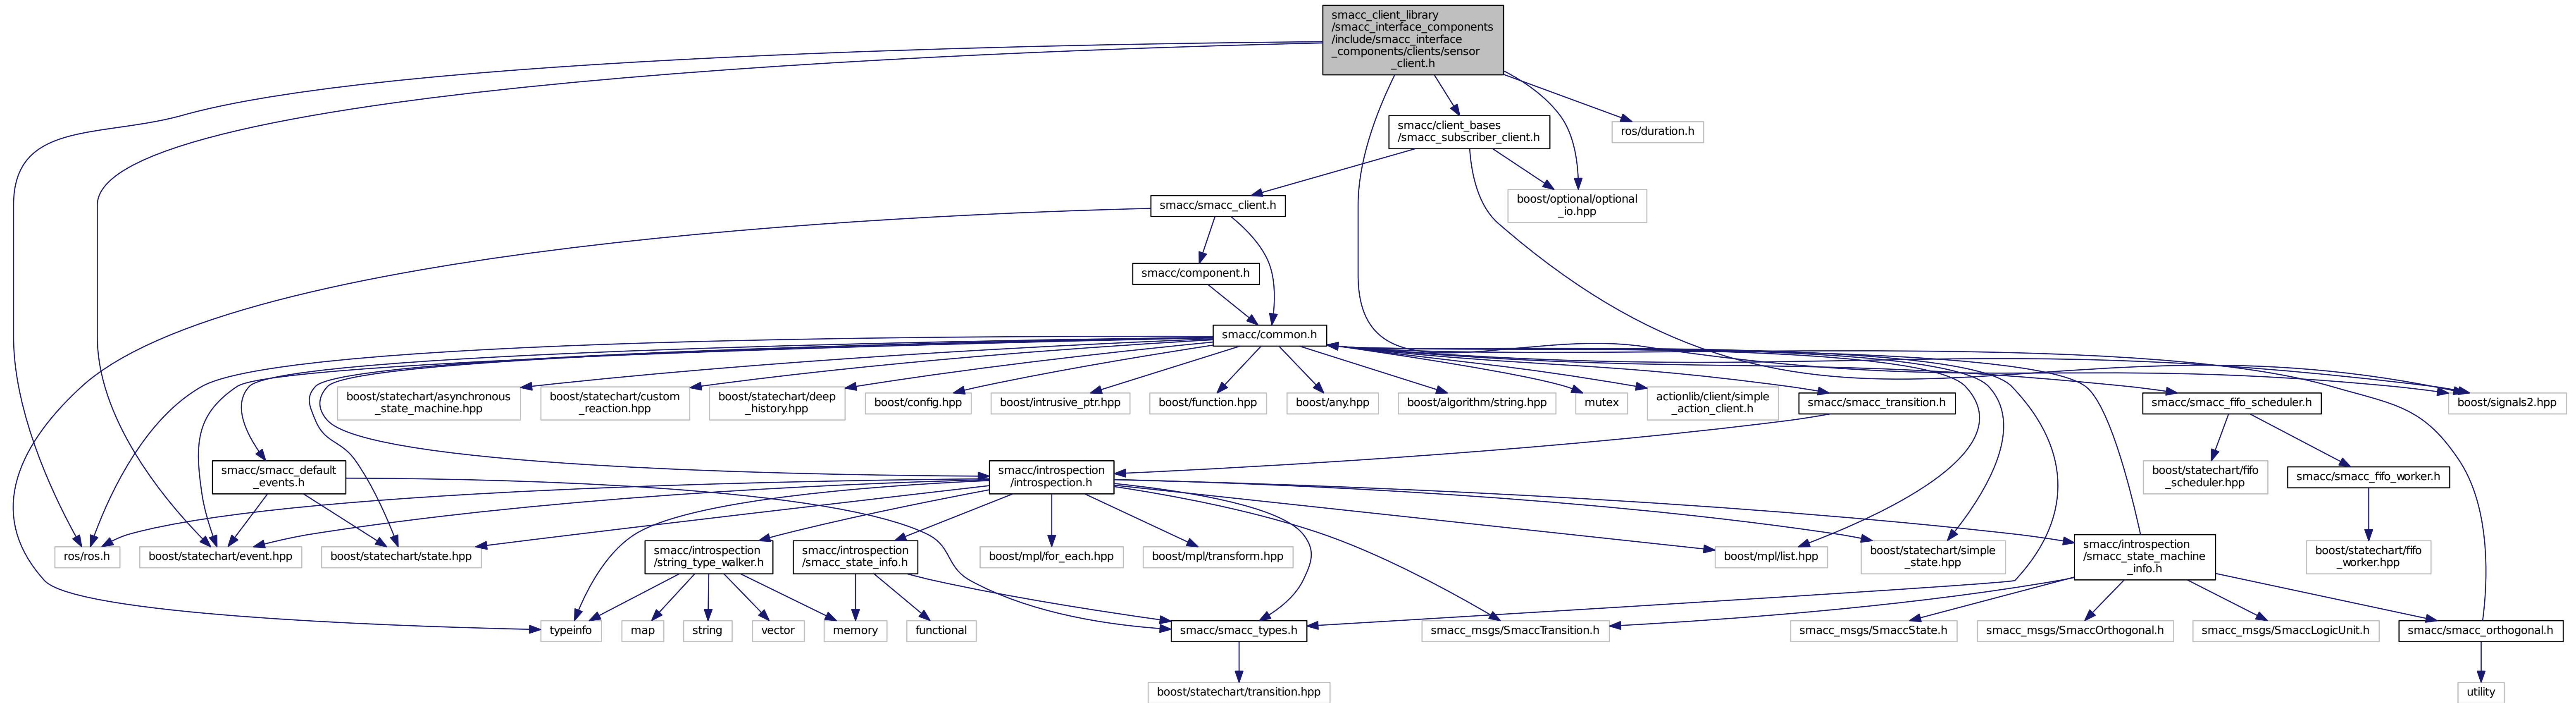 smacc_client_library
/smacc_interface_components
/include/smacc_interface
_components/clients/sensor
_client.h
smacc/client_bases
/smacc_subscriber_client.h
ros/duration.h
smacc/smacc_client.h
boost/optional/optional
_io.hpp
smacc/component.h
smacc/common.h
boost/statechart/asynchronous
_state_machine.hpp
boost/statechart/custom
_reaction.hpp
boost/statechart/deep
_history.hpp
boost/config.hpp
boost/intrusive_ptr.hpp
boost/function.hpp
boost/any.hpp
boost/algorithm/string.hpp
mutex
actionlib/client/simple
_action_client.h
smacc/smacc_transition.h
smacc/smacc_fifo_scheduler.h
boost/signals2.hpp
smacc/smacc_default
_events.h
smacc/introspection
/introspection.h
boost/statechart/fifo
_scheduler.hpp
smacc/smacc_fifo_worker.h
ros/ros.h
boost/statechart/event.hpp
boost/statechart/state.hpp
smacc/introspection
/string_type_walker.h
smacc/introspection
/smacc_state_info.h
boost/mpl/for_each.hpp
boost/mpl/transform.hpp
boost/mpl/list.hpp
boost/statechart/simple
_state.hpp
smacc/introspection
/smacc_state_machine
_info.h
boost/statechart/fifo
_worker.hpp
typeinfo
map
string
vector
memory
functional
smacc/smacc_types.h
smacc_msgs/SmaccTransition.h
smacc_msgs/SmaccState.h
smacc_msgs/SmaccOrthogonal.h
smacc_msgs/SmaccLogicUnit.h
smacc/smacc_orthogonal.h
boost/statechart/transition.hpp
utility